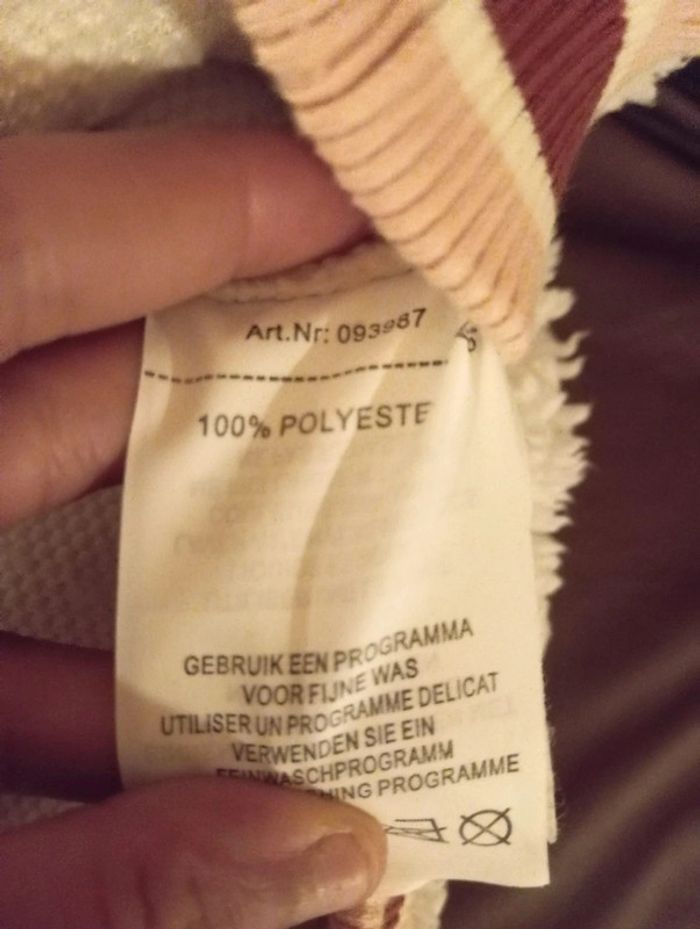 Art.Nr: 093987
100% POLYESTE
GEBRUIK EEN PROGRAMMA
VOOR FIJNE WAS
UTILISER UN PROGRAMME DELICAT
VERWENDEN SIE EIN
FEINWASCHPROGRAMM
PROGRAMME